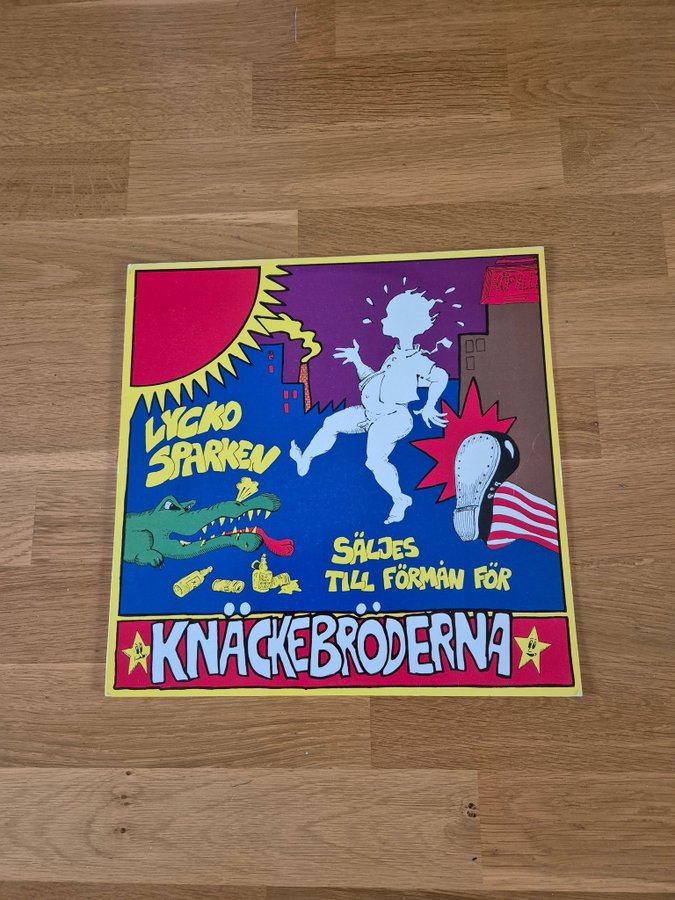 LYCKO
SPARKEN
SÄLJES
TILL FÖRMÅN FÖR
KNÄCKEBRÖDERNA